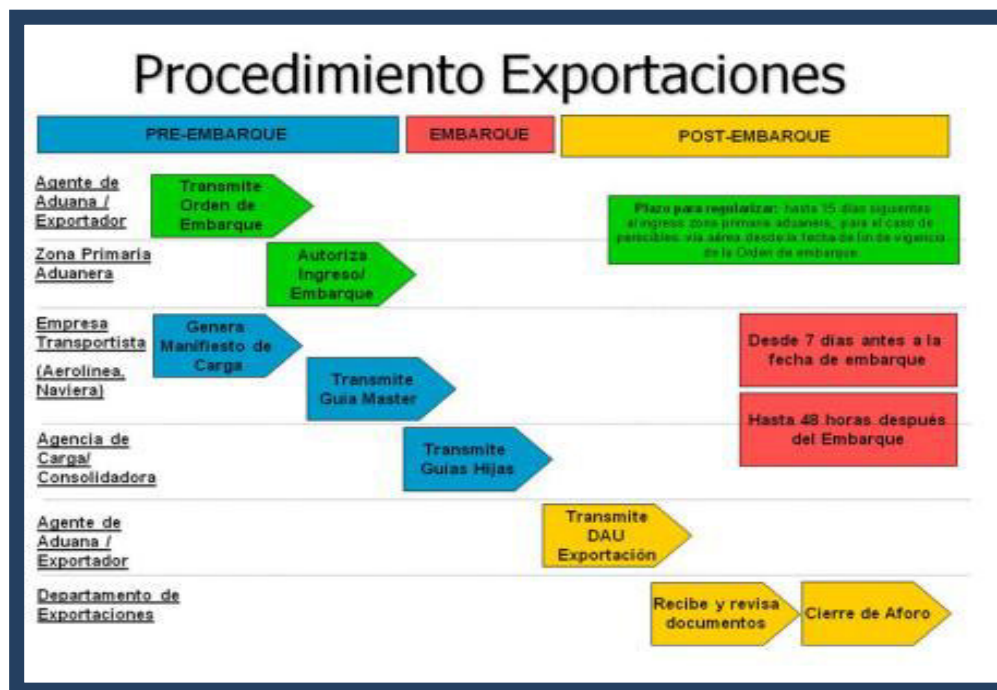 Procedimiento Exportaciones
PRE-EMBARQUE
EMBARQUE
POST-EMBARQUE
Agente de
Aduana /
Exportador
Transmite
Orden de
Embarque
Plazo para regularizar: hasta 15 días siguientes
al ingreso zona primaria aduanera, para el caso de
perecibles vía aérea desde la fecha de fin de vigencia
de la Orden de embarque.
Zona Primaria
Aduanera
Autoriza
Ingreso/
Embarque
Empresa
Transportista
(Aerolínea,
Naviera)
Genera
Manifiesto de
Carga
Transmite
Guia Master
Desde 7 días antes a la
fecha de embarque
Hasta 48 horas después
del Embarque
Agencia de
Carga/
Consolidadora
Transmite
Guias Hijas
Agente de
Aduana /
Exportador
Transmite
DAU
Exportación
Departamento de
Exportaciones
Recibe y revisa
documentos
Cierre de Aforo